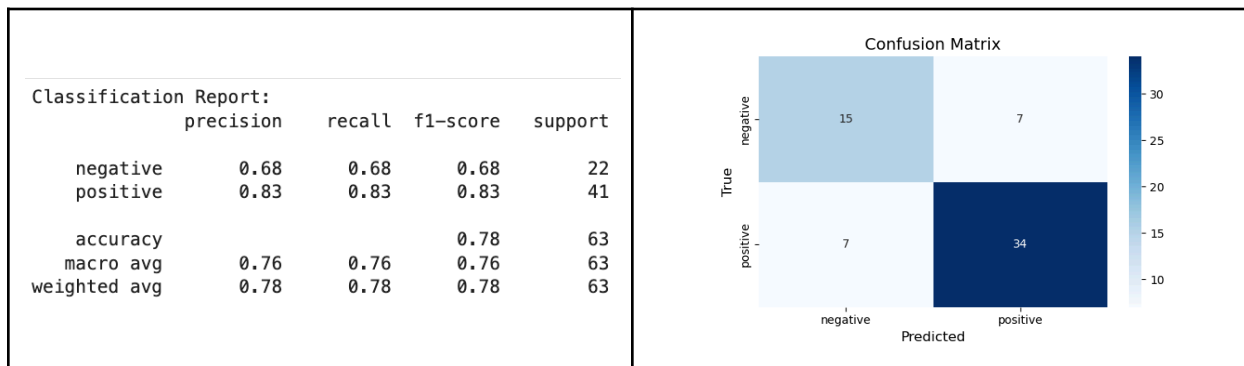 Classification Report:
precision recall f1-score support
negative 0.68 0.68 0.68 22
positive 0.83 0.83 0.83 41
accuracy 0.78 63
macro avg 0.76 0.76 0.76 63
weighted avg 0.78 0.78 0.78 63
Confusion Matrix
True
negative
15 7
positive
7 34
negative positive
Predicted
30
25
20
15
10